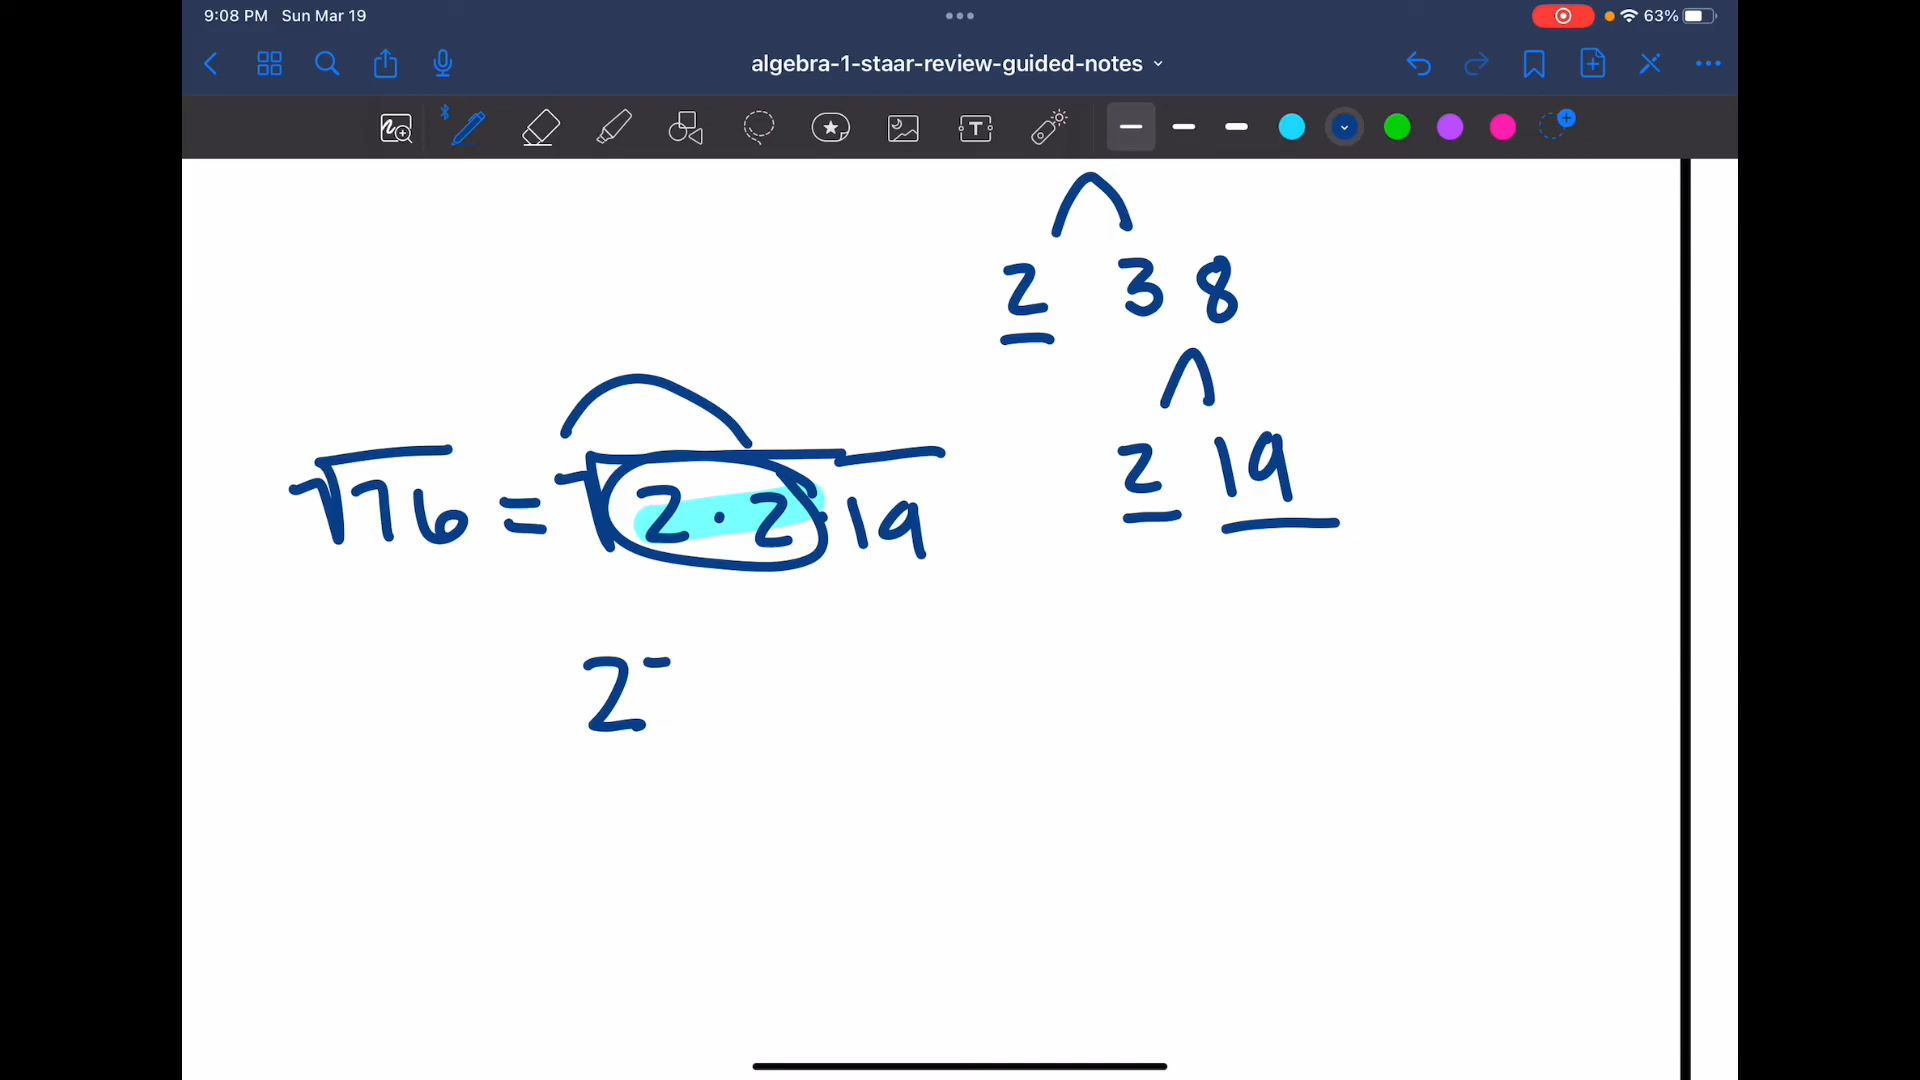 9:08 PM Sun Mar 19
63%
algebra-1-staar-review-guided-notes
T
2 38
2 19
√76 = √2 · 2 · 19
2